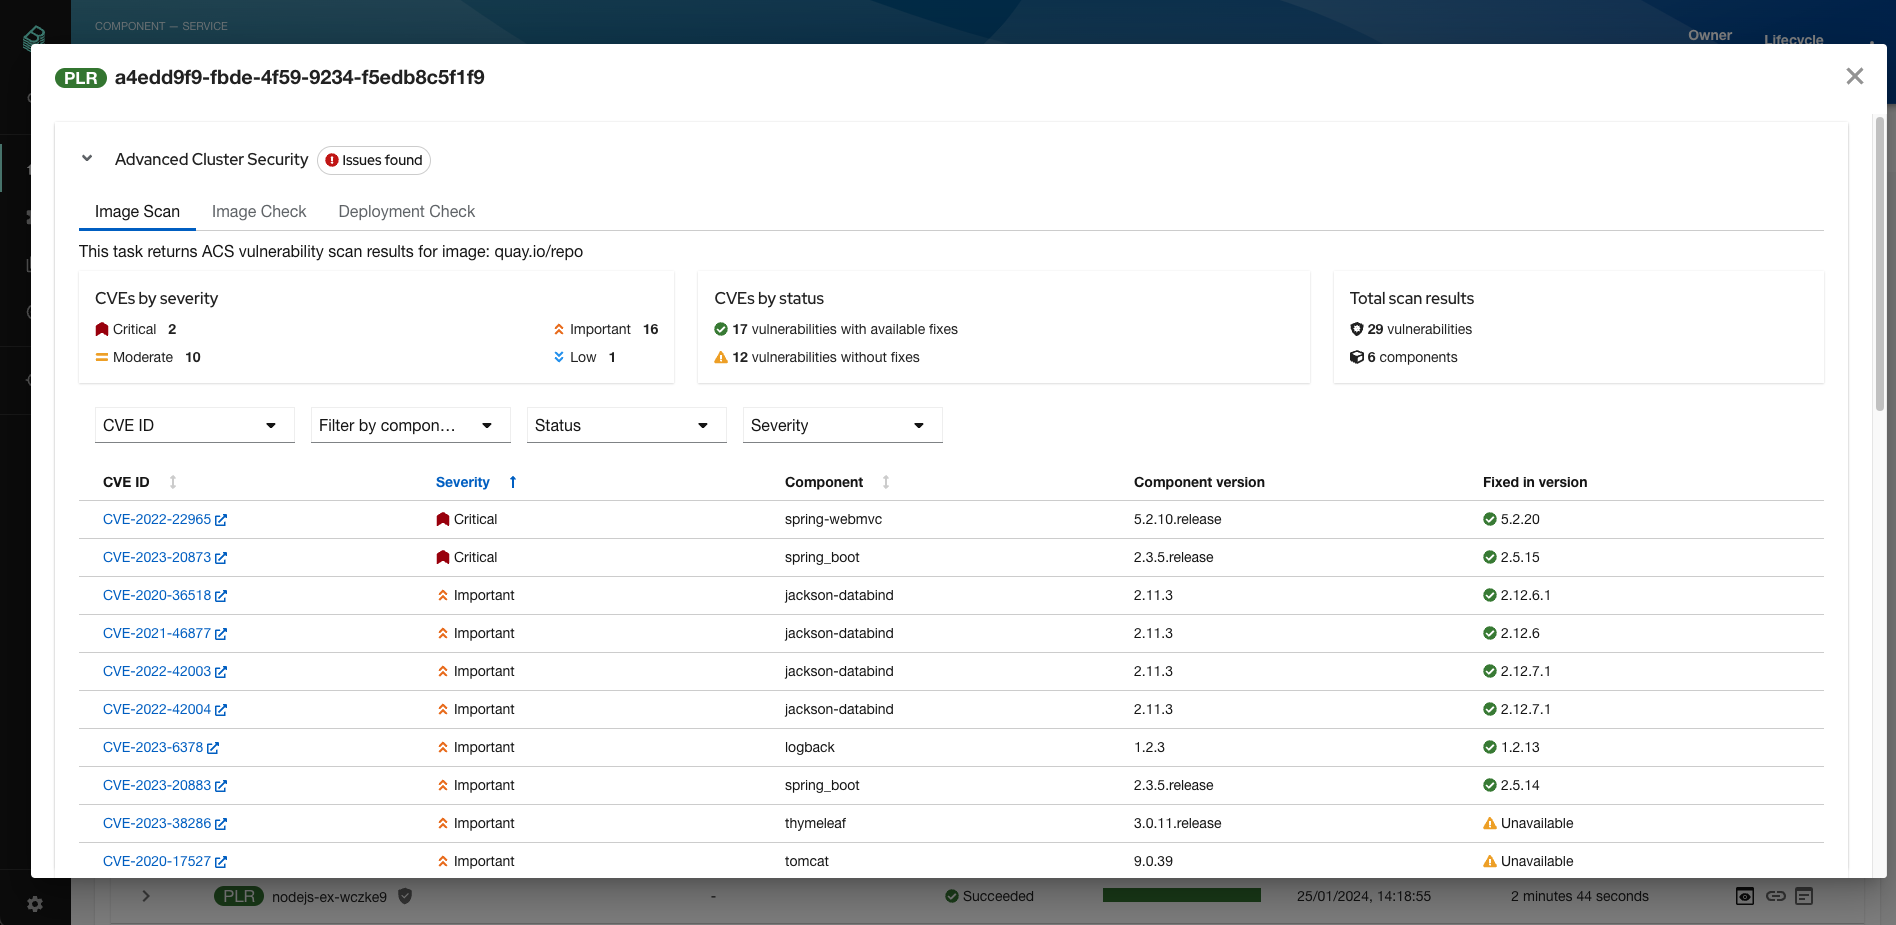 COMPONENT — SERVICE
Owner
Lifecycle
PLR a4edd9f9-fbde-4f59-9234-f5edb8c5f1f9
Advanced Cluster Security Issues found
Image Scan Image Check Deployment Check
This task returns ACS vulnerability scan results for image: quay.io/repo
CVEs by severity
Critical 2 Important 16
Moderate 10 Low 1
CVEs by status
17 vulnerabilities with available fixes
12 vulnerabilities without fixes
Total scan results
29 vulnerabilities
6 components
CVE ID Filter by compon... Status Severity
CVE ID Severity Component Component version Fixed in version
CVE-2022-22965 Critical spring-webmvc 5.2.10.release 5.2.20
CVE-2023-20873 Critical spring_boot 2.3.5.release 2.5.15
CVE-2020-36518 Important jackson-databind 2.11.3 2.12.6.1
CVE-2021-46877 Important jackson-databind 2.11.3 2.12.6
CVE-2022-42003 Important jackson-databind 2.11.3 2.12.7.1
CVE-2022-42004 Important jackson-databind 2.11.3 2.12.7.1
CVE-2023-6378 Important logback 1.2.3 1.2.13
CVE-2023-20883 Important spring_boot 2.3.5.release 2.5.14
CVE-2023-38286 Important thymeleaf 3.0.11.release Unavailable
CVE-2020-17527 Important tomcat 9.0.39 Unavailable
PLR nodejs-ex-wczke9 - Succeeded 25/01/2024, 14:18:55 2 minutes 44 seconds